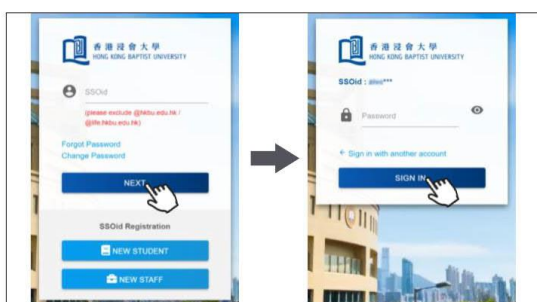 香港浸會大學
HONG KONG BAPTIST UNIVERSITY
SSOid
(please exclude @hkbu.edu.hk /
@life.hkbu.edu.hk)
Forgot Password
Change Password
NEXT
SSOid Registration
NEW STUDENT
NEW STAFF
香港浸會大學
HONG KONG BAPTIST UNIVERSITY
SSOid : alies***
Password
← Sign in with another account
SIGN IN